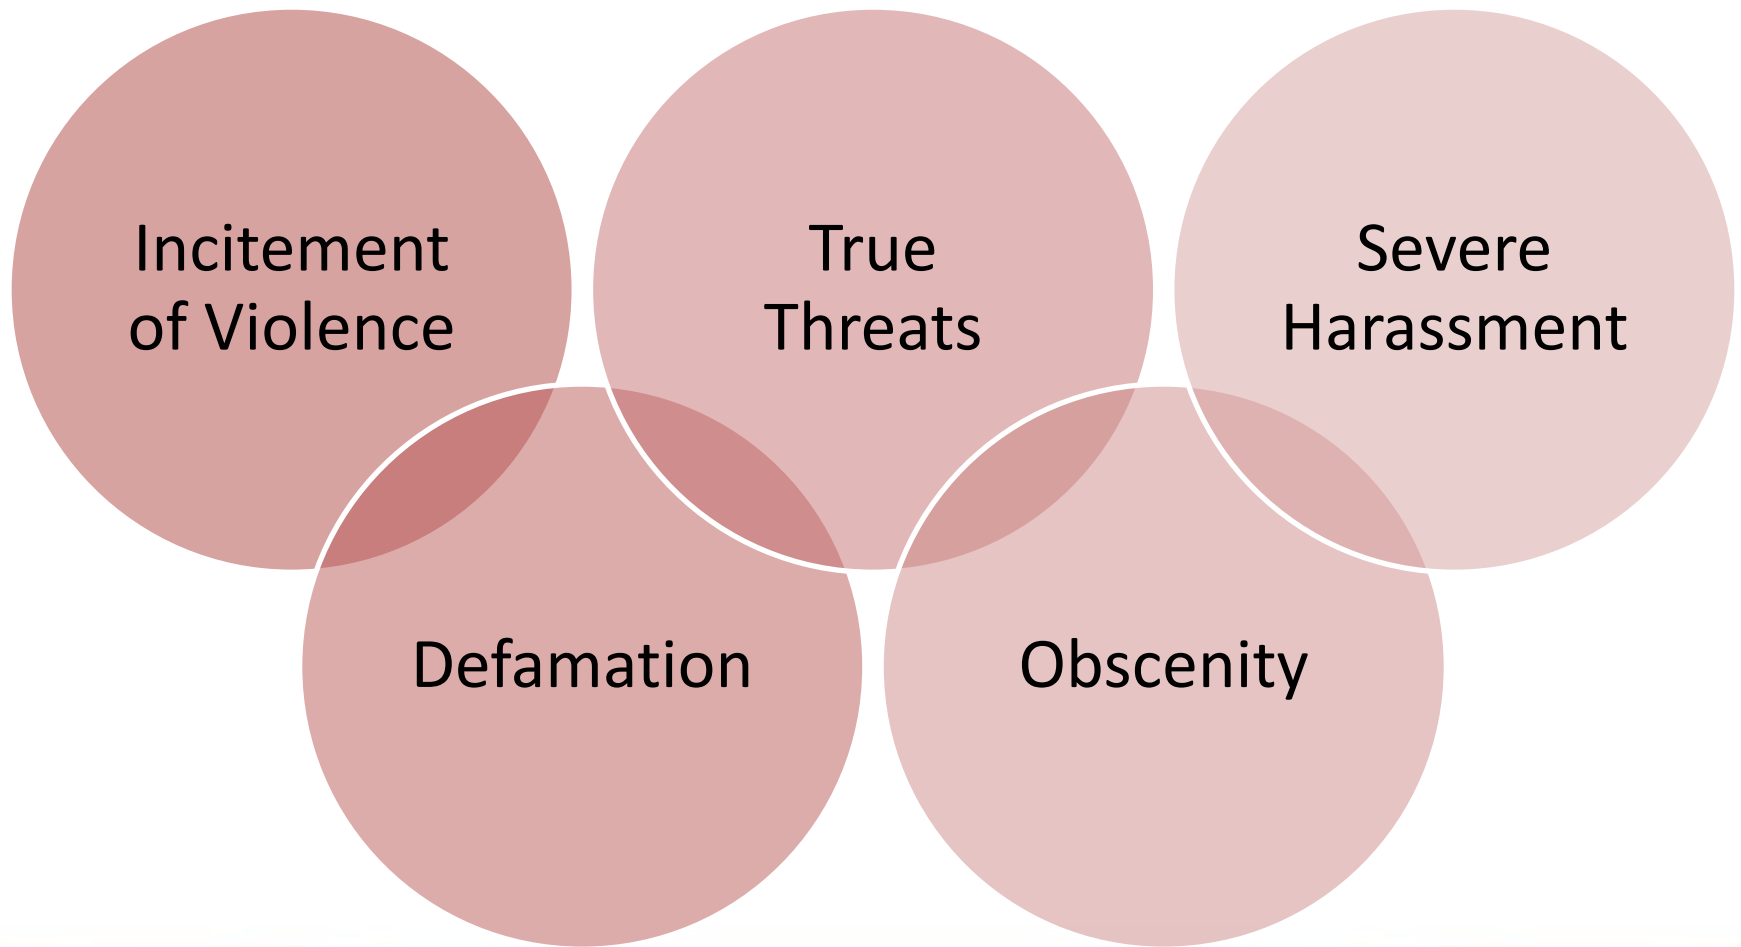 Incitement
of Violence
True
Threats
Severe
Harassment
Defamation
Obscenity